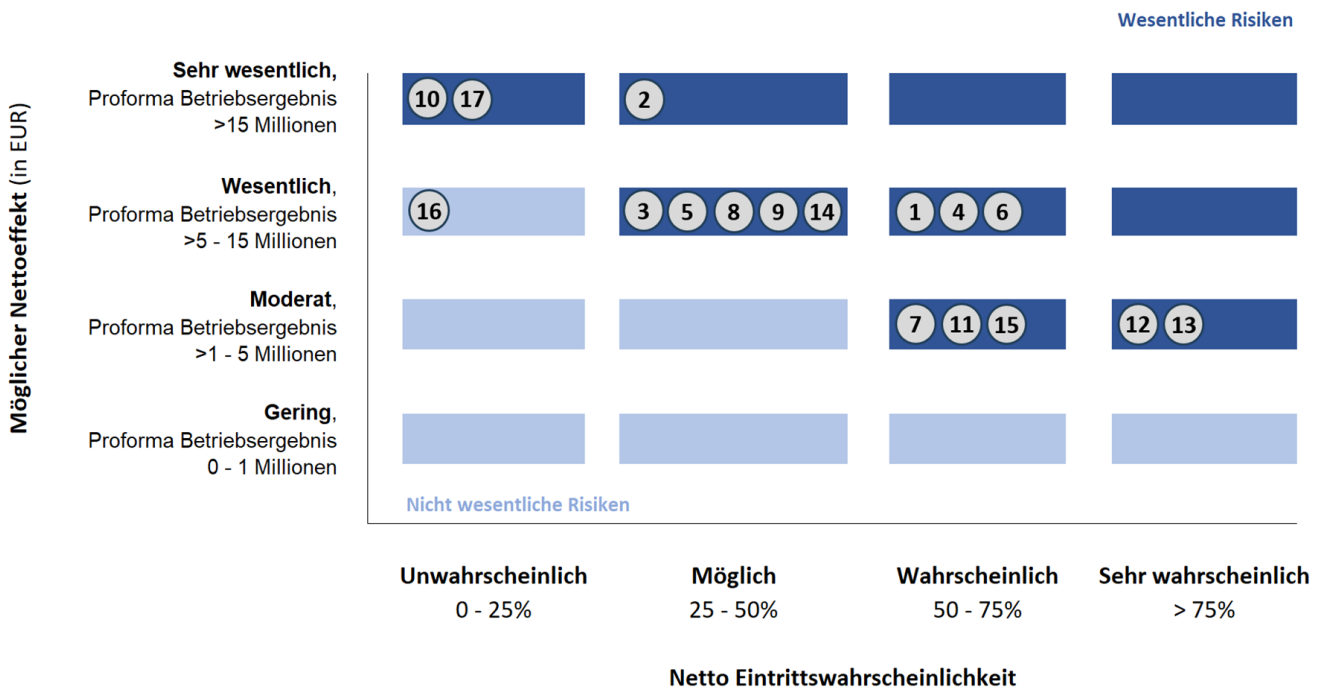 Wesentliche Risiken
Möglicher Nettoeffekt (in EUR)
Sehr wesentlich,
Proforma Betriebsergebnis
>15 Millionen
10 17 2
Wesentlich,
Proforma Betriebsergebnis
>5 - 15 Millionen
16 3 5 8 9 14 1 4 6
Moderat,
Proforma Betriebsergebnis
>1 - 5 Millionen
7 11 15 12 13
Gering,
Proforma Betriebsergebnis
0 - 1 Millionen
Nicht wesentliche Risiken
Unwahrscheinlich Möglich Wahrscheinlich Sehr wahrscheinlich
0 - 25% 25 - 50% 50 - 75% > 75%
Netto Eintrittswahrscheinlichkeit